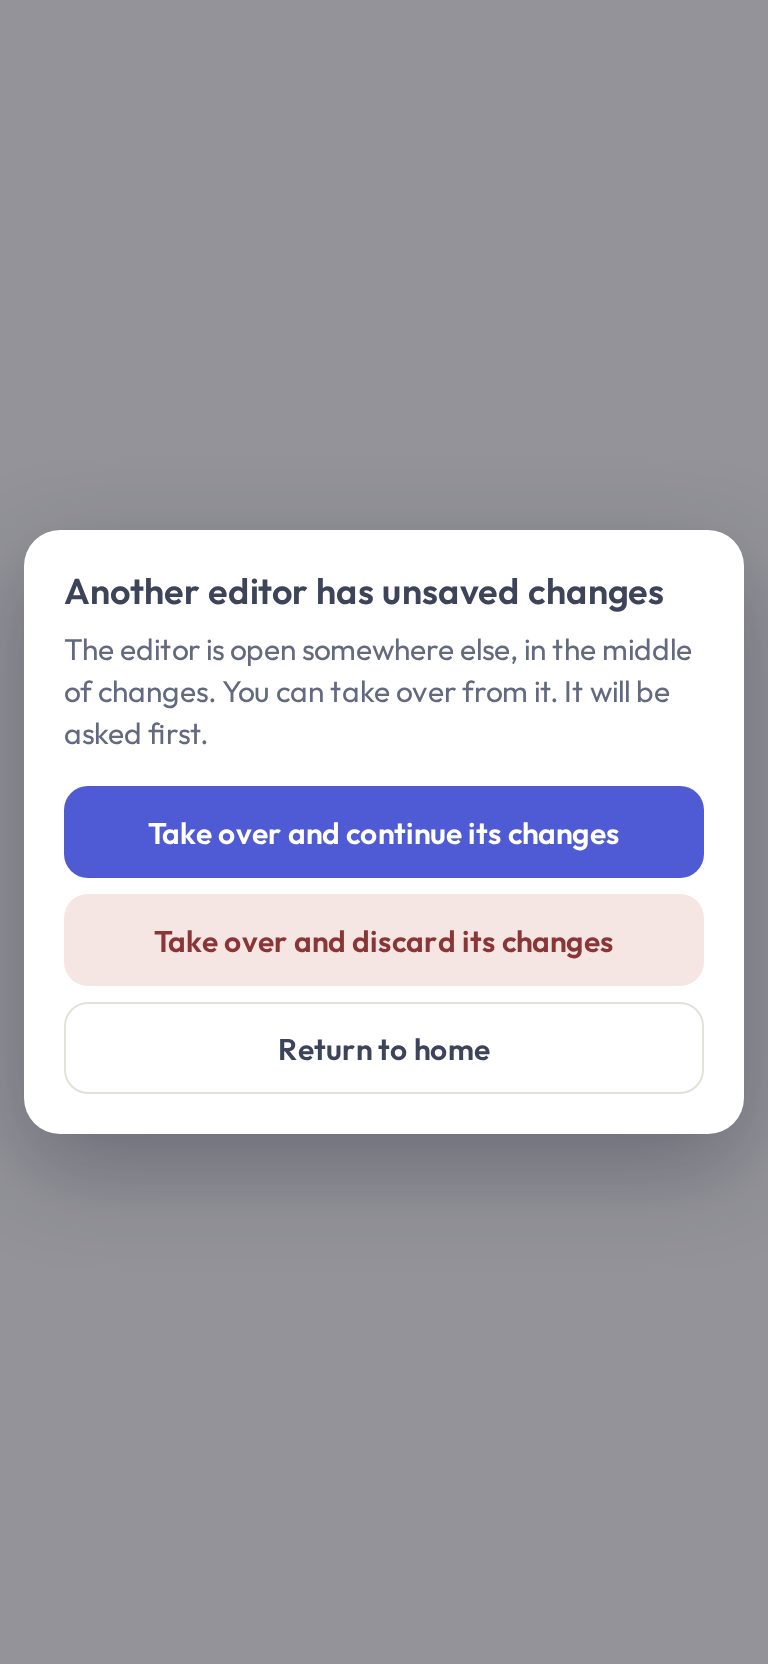 Another editor has unsaved changes
The editor is open somewhere else, in the middle
of changes. You can take over from it. It will be
asked first.
Take over and continue its changes
Take over and discard its changes
Return to home